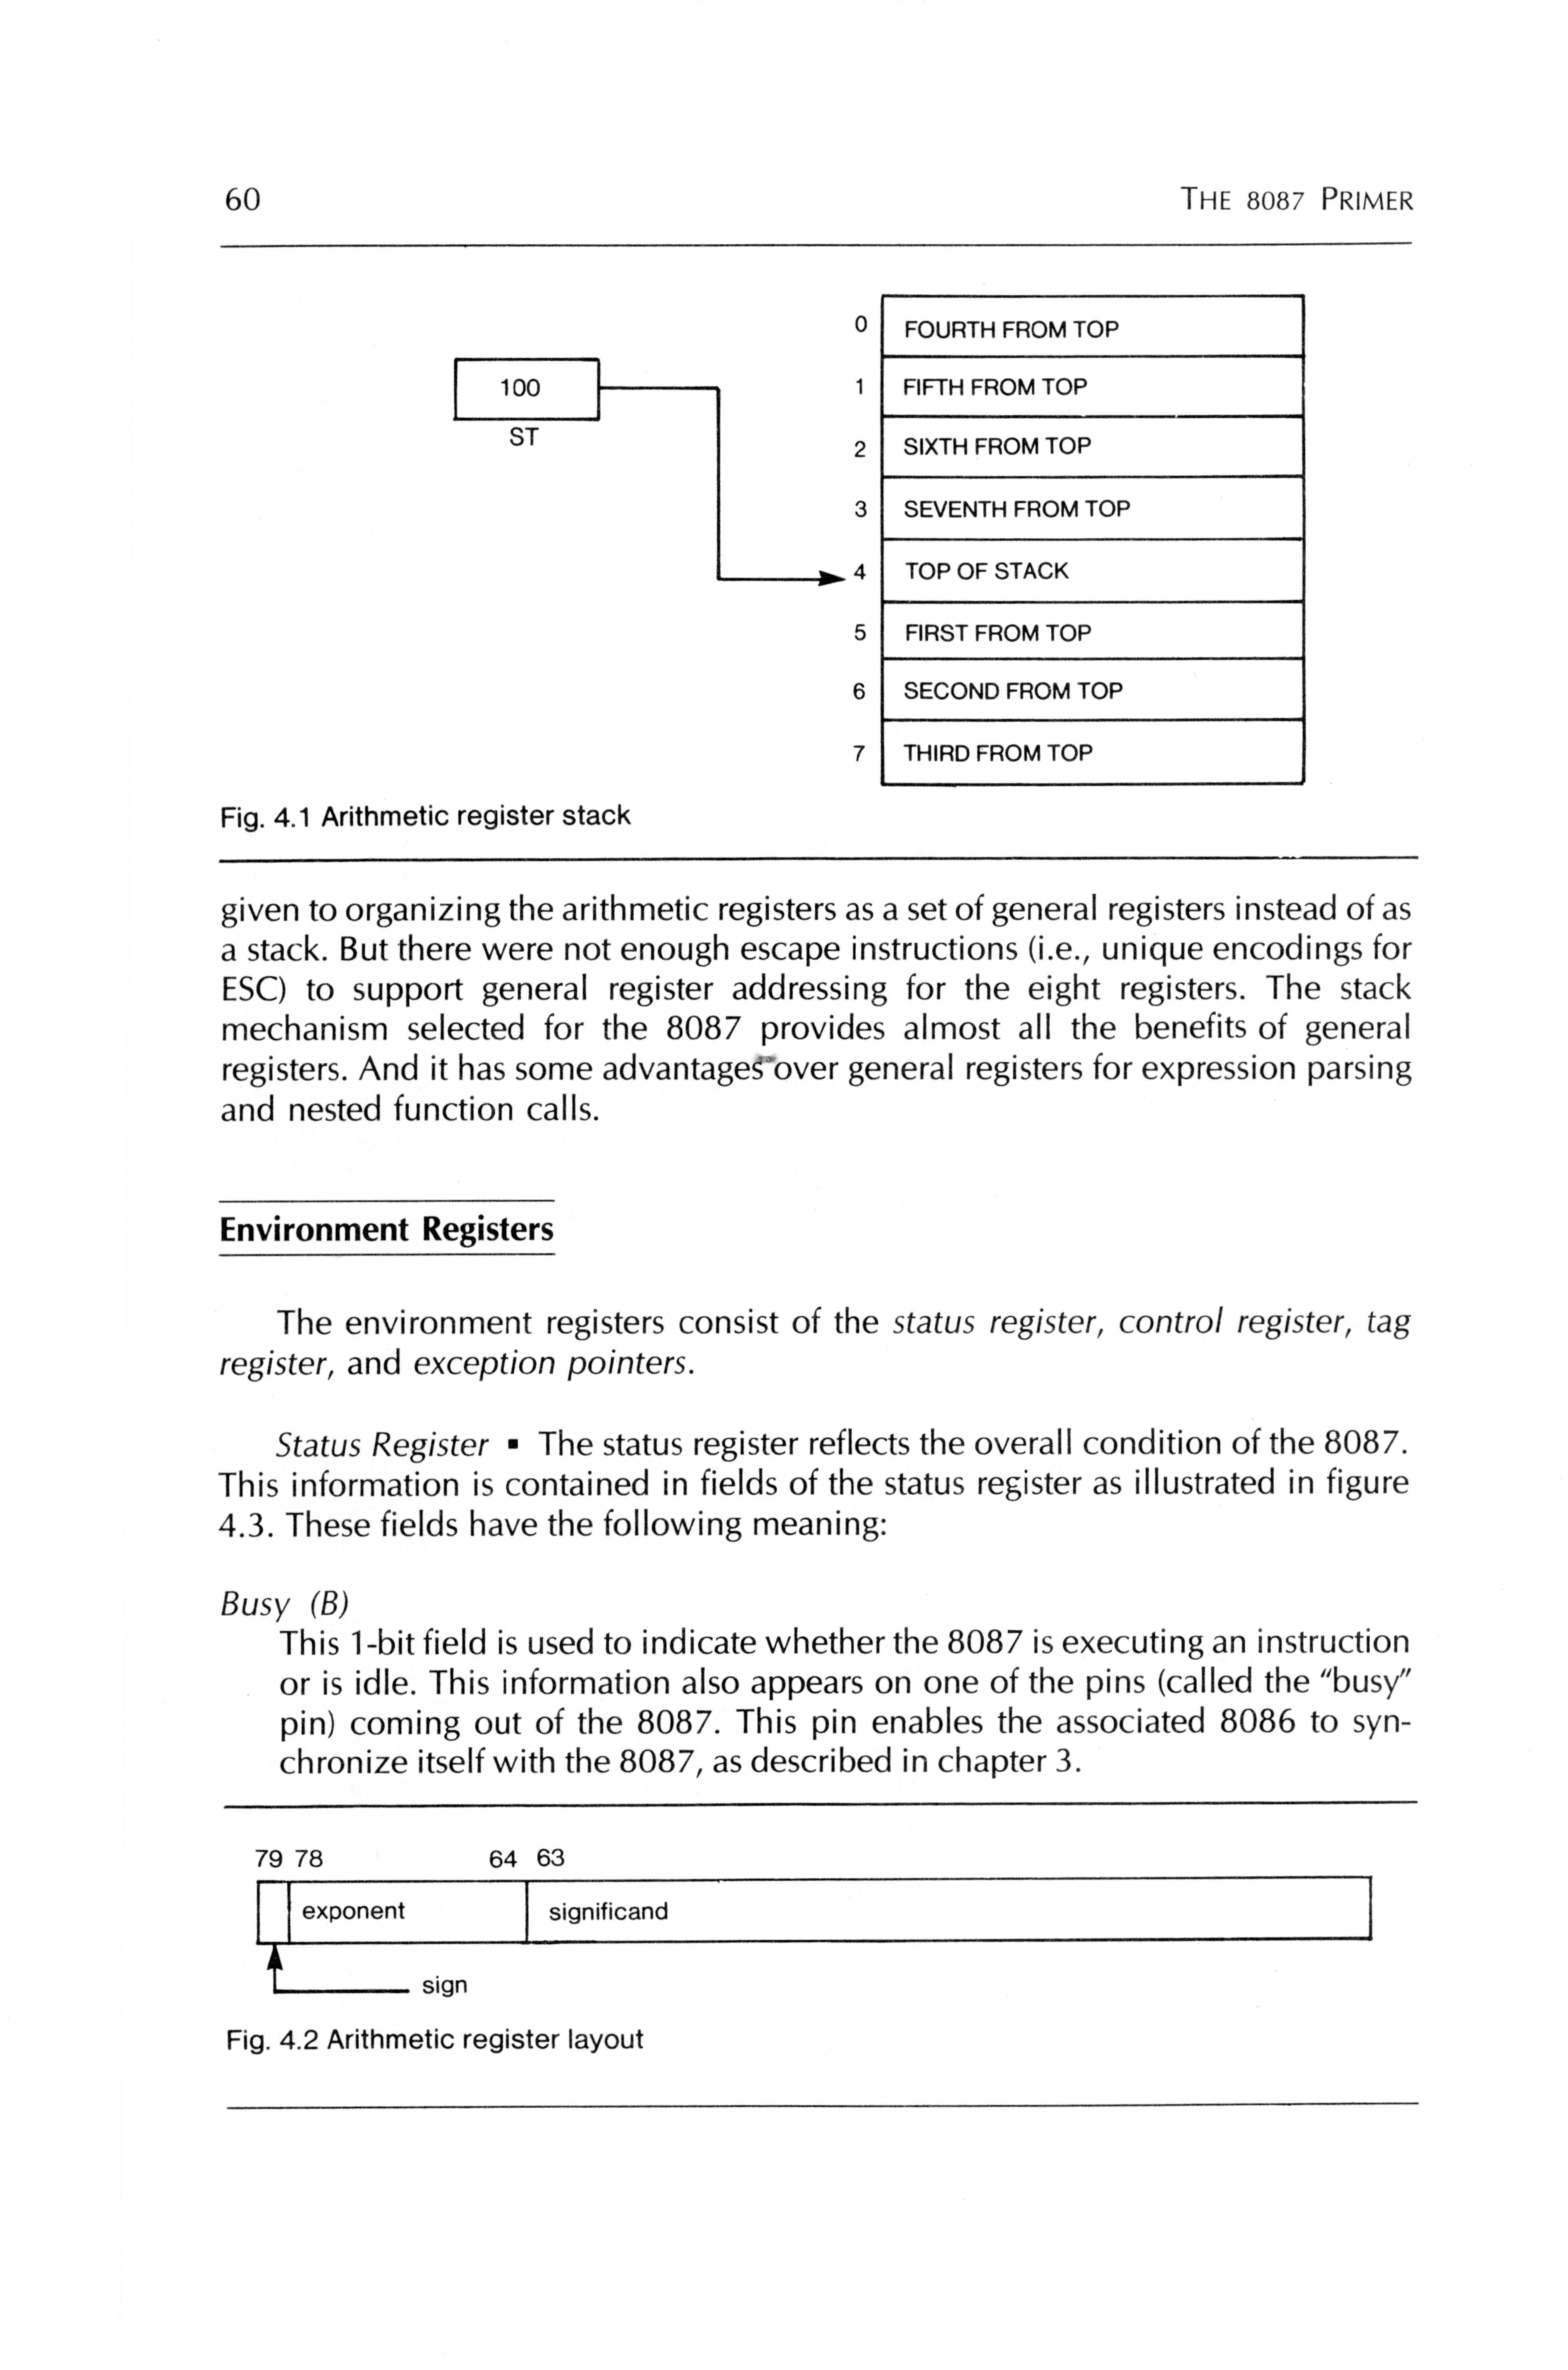 60 THE 8087 PRIMER
0 FOURTH FROM TOP
100
1 FIFTH FROM TOP
ST
2 SIXTH FROM TOP
3 SEVENTH FROM TOP
4 TOP OF STACK
5 FIRST FROM TOP
6 SECOND FROM TOP
7 THIRD FROM TOP
Fig. 4.1 Arithmetic register stack
given to organizing the arithmetic registers as a set of general registers instead of as
a stack. But there were not enough escape instructions (i.e., unique encodings for
ESC) to support general register addressing for the eight registers. The stack
mechanism selected for the 8087 provides almost all the benefits of general
registers. And it has some advantages over general registers for expression parsing
and nested function calls.
Environment Registers
The environment registers consist of the status register, control register, tag
register, and exception pointers.
Status Register ▪ The status register reflects the overall condition of the 8087.
This information is contained in fields of the status register as illustrated in figure
4.3. These fields have the following meaning:
Busy (B)
This 1-bit field is used to indicate whether the 8087 is executing an instruction
or is idle. This information also appears on one of the pins (called the "busy"
pin) coming out of the 8087. This pin enables the associated 8086 to syn-
chronize itself with the 8087, as described in chapter 3.
79 78 64 63
exponent significand
sign
Fig. 4.2 Arithmetic register layout